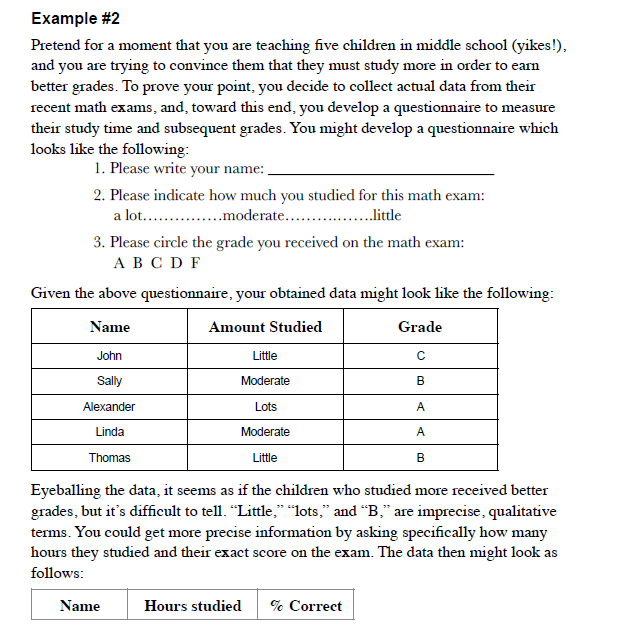 Example #2
Pretend for a moment that you are teaching five children in middle school (yikes!),
and you are trying to convince them that they must study more in order to earn
better grades. To prove your point, you decide to collect actual data from their
recent math exams, and, toward this end, you develop a questionnaire to measure
their study time and subsequent grades. You might develop a questionnaire which
looks like the following:
1. Please write your name: ____________________
2. Please indicate how much you studied for this math exam:
a lot……………moderate……………..little
3. Please circle the grade you received on the math exam:
A B C D F
Given the above questionnaire, your obtained data might look like the following:
Name Amount Studied Grade
John Little C
Sally Moderate B
Alexander Lots A
Linda Moderate A
Thomas Little B
Eyeballing the data, it seems as if the children who studied more received better
grades, but it's difficult to tell. “Little,” “lots,” and “B,” are imprecise, qualitative
terms. You could get more precise information by asking specifically how many
hours they studied and their exact score on the exam. The data then might look as
follows:
Name Hours studied % Correct